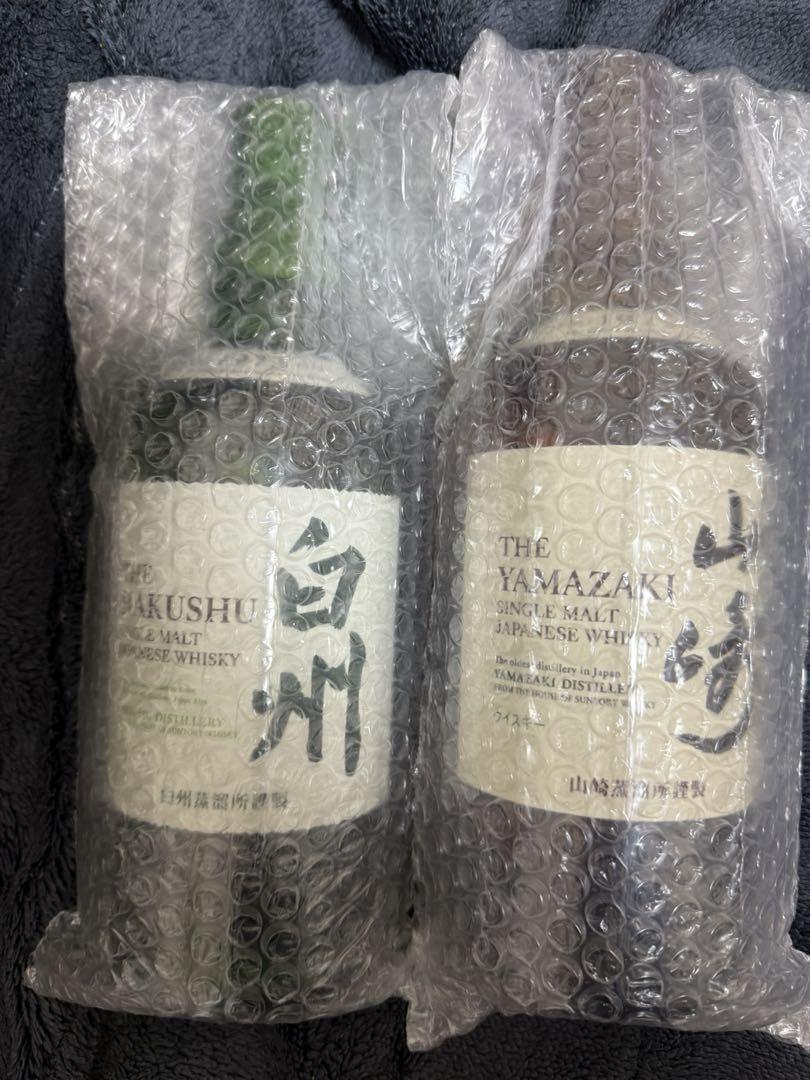 THE
HAKUSHU
SINGLE MALT
JAPANESE WHISKY
DISTILLERY
SUNTORY WHISKY
白州
白州蒸溜所謹製
THE
YAMAZAKI
SINGLE MALT
JAPANESE WHISKY
The oldest distillery in Japan
YAMAZAKI DISTILLERY
FROM THE HOUSE OF SUNTORY WHISKY
ウイスキー
山崎
山崎蒸溜所謹製